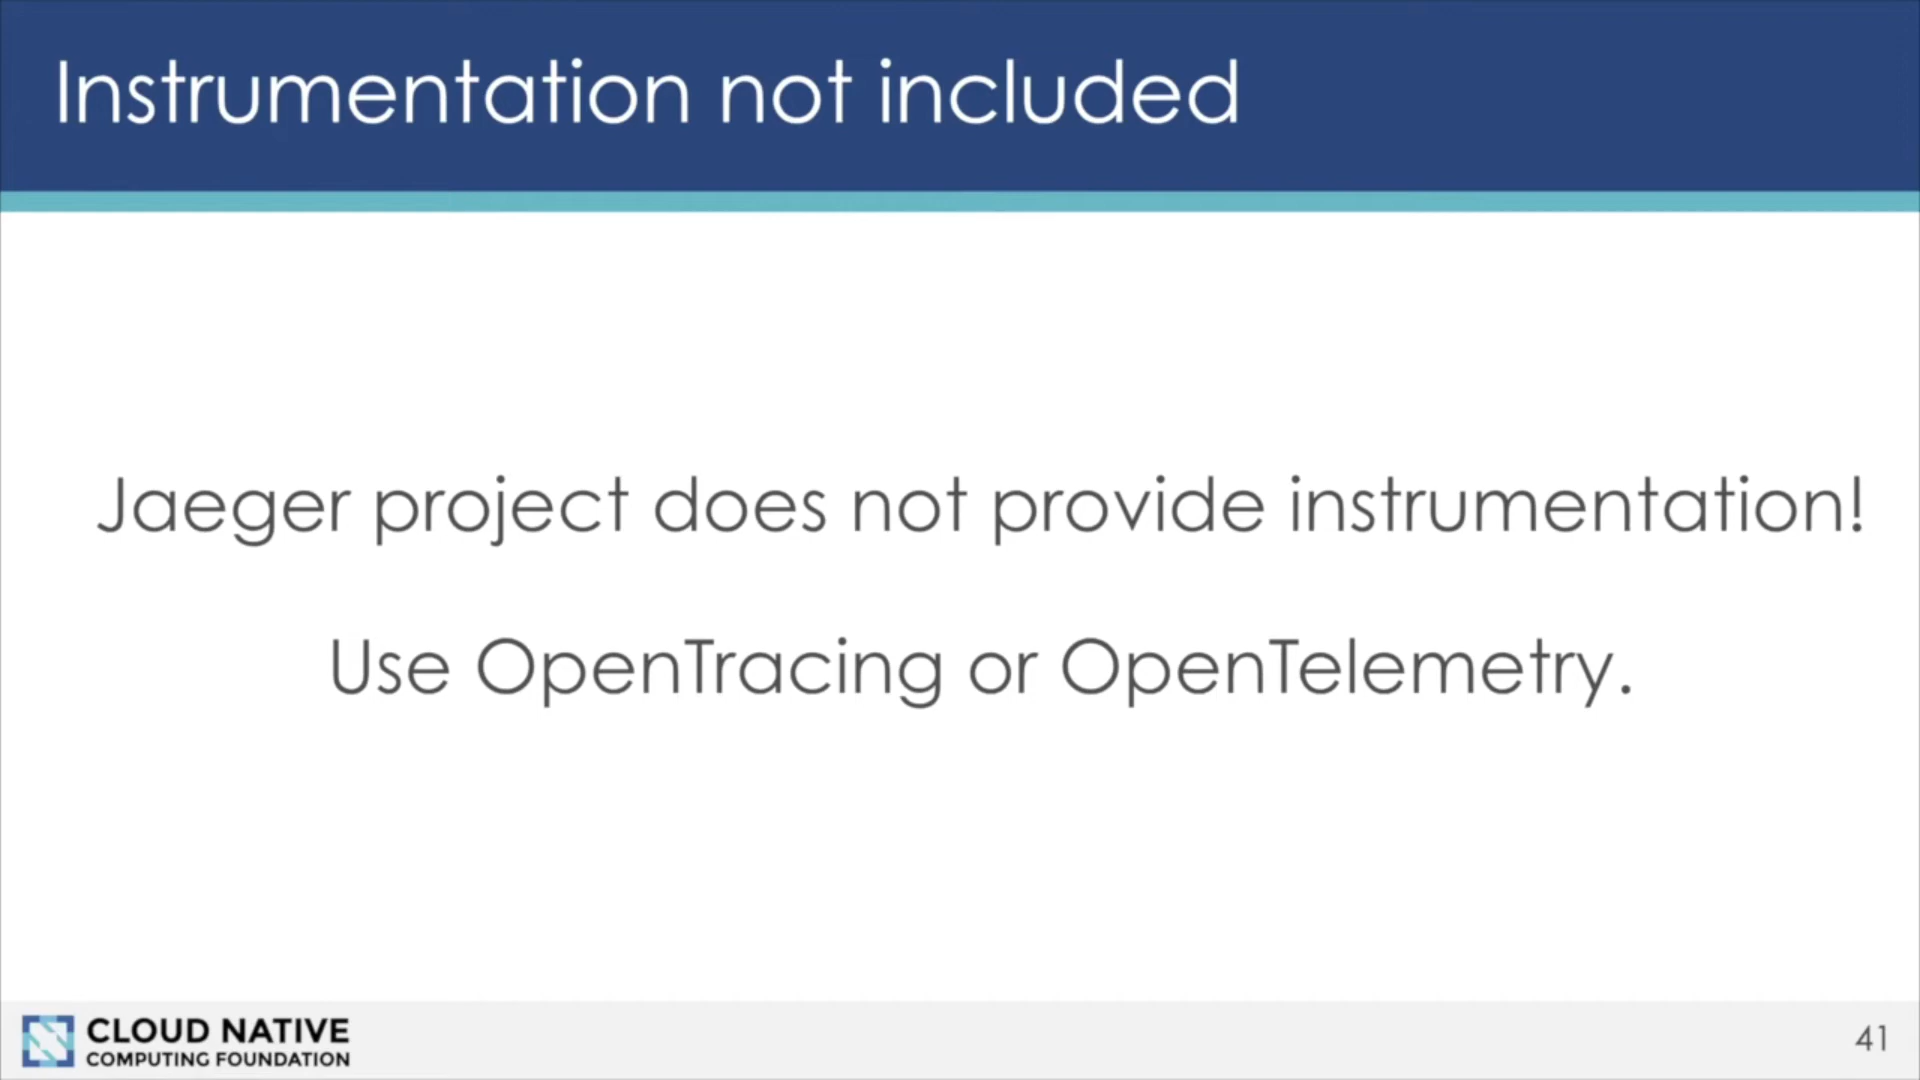 Instrumentation not included
Jaeger project does not provide instrumentation!
Use OpenTracing or OpenTelemetry.
CLOUD NATIVE
COMPUTING FOUNDATION
41